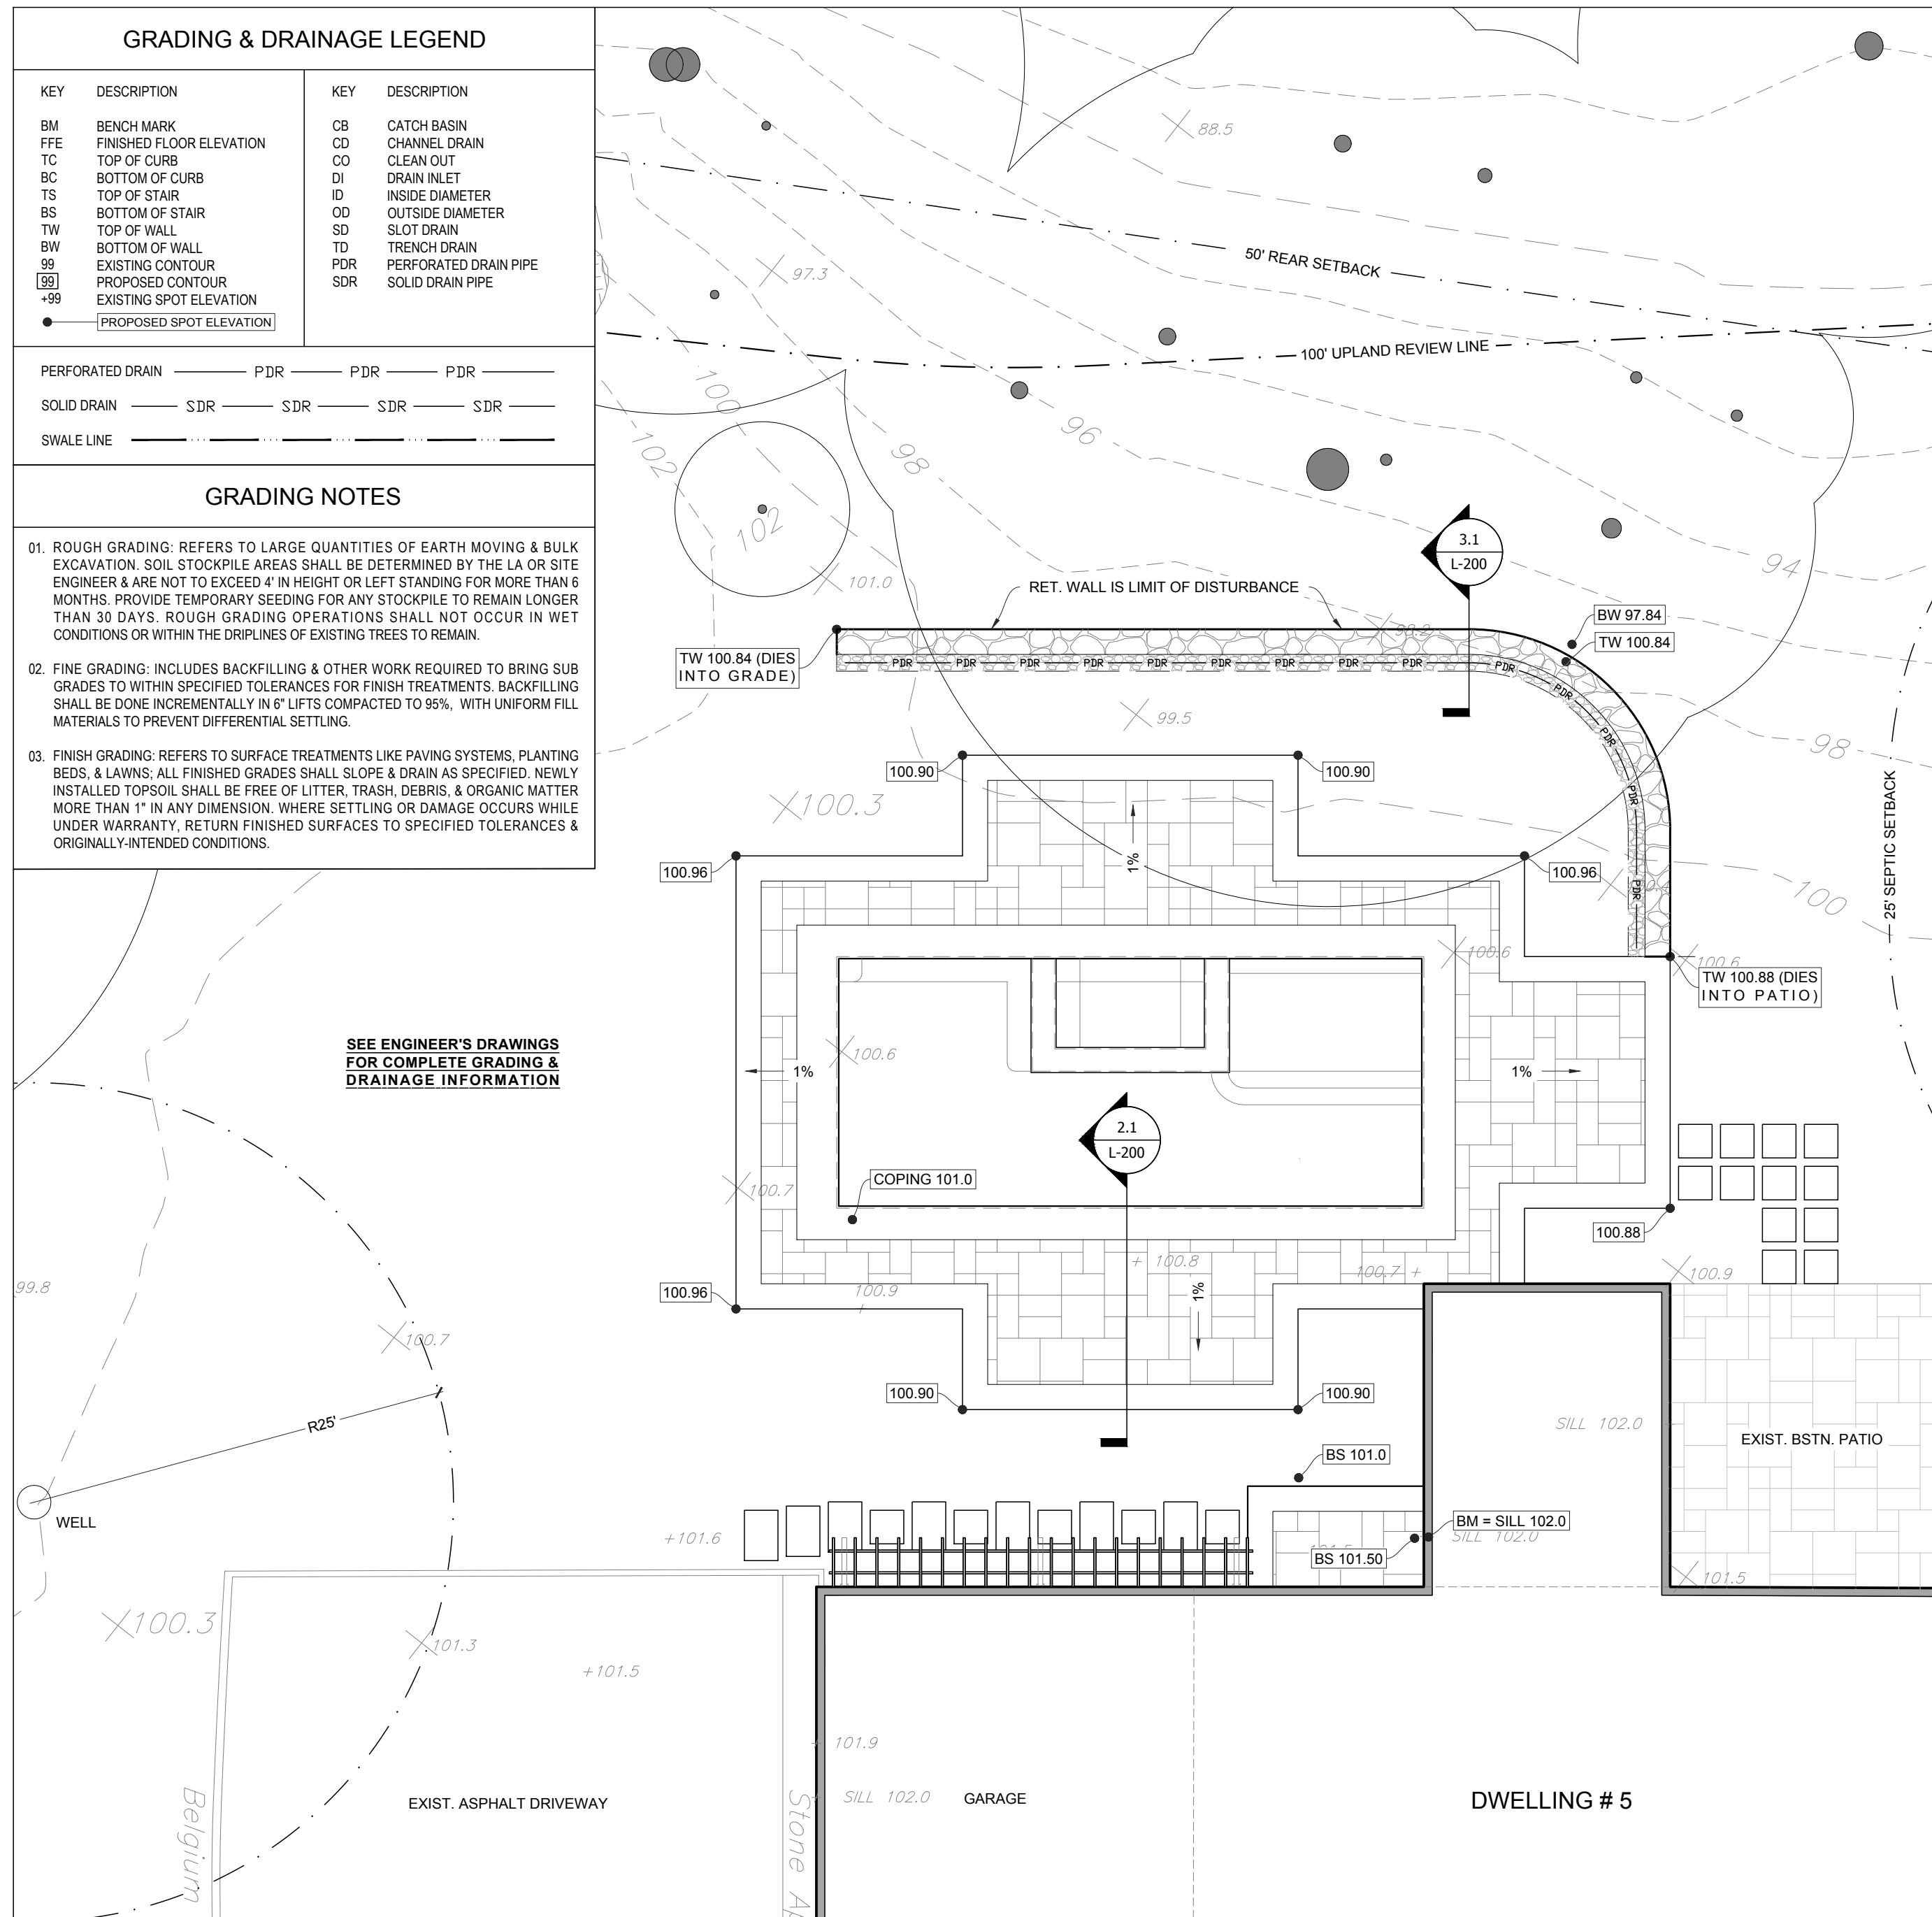 GRADING & DRAINAGE LEGEND
KEY DESCRIPTION
BM BENCH MARK
FFE FINISHED FLOOR ELEVATION
TC TOP OF CURB
BC BOTTOM OF CURB
TS TOP OF STAIR
BS BOTTOM OF STAIR
TW TOP OF WALL
BW BOTTOM OF WALL
99 EXISTING CONTOUR
99 PROPOSED CONTOUR
+99 EXISTING SPOT ELEVATION
PROPOSED SPOT ELEVATION
KEY DESCRIPTION
CB CATCH BASIN
CD CHANNEL DRAIN
CO CLEAN OUT
DI DRAIN INLET
ID INSIDE DIAMETER
OD OUTSIDE DIAMETER
SD SLOT DRAIN
TD TRENCH DRAIN
PDR PERFORATED DRAIN PIPE
SDR SOLID DRAIN PIPE
PERFORATED DRAIN PDR PDR PDR
SOLID DRAIN SDR SDR SDR SDR
SWALE LINE
GRADING NOTES
01. ROUGH GRADING: REFERS TO LARGE QUANTITIES OF EARTH MOVING & BULK
EXCAVATION. SOIL STOCKPILE AREAS SHALL BE DETERMINED BY THE LA OR SITE
ENGINEER & ARE NOT TO EXCEED 4' IN HEIGHT OR LEFT STANDING FOR MORE THAN 6
MONTHS. PROVIDE TEMPORARY SEEDING FOR ANY STOCKPILE TO REMAIN LONGER
THAN 30 DAYS. ROUGH GRADING OPERATIONS SHALL NOT OCCUR IN WET
CONDITIONS OR WITHIN THE DRIPLINES OF EXISTING TREES TO REMAIN.
02. FINE GRADING: INCLUDES BACKFILLING & OTHER WORK REQUIRED TO BRING SUB
GRADES TO WITHIN SPECIFIED TOLERANCES FOR FINISH TREATMENTS. BACKFILLING
SHALL BE DONE INCREMENTALLY IN 6" LIFTS COMPACTED TO 95%, WITH UNIFORM FILL
MATERIALS TO PREVENT DIFFERENTIAL SETTLING.
03. FINISH GRADING: REFERS TO SURFACE TREATMENTS LIKE PAVING SYSTEMS, PLANTING
BEDS, & LAWNS; ALL FINISHED GRADES SHALL SLOPE & DRAIN AS SPECIFIED. NEWLY
INSTALLED TOPSOIL SHALL BE FREE OF LITTER, TRASH, DEBRIS, & ORGANIC MATTER
MORE THAN 1" IN ANY DIMENSION. WHERE SETTLING OR DAMAGE OCCURS WHILE
UNDER WARRANTY, RETURN FINISHED SURFACES TO SPECIFIED TOLERANCES &
ORIGINALLY-INTENDED CONDITIONS.
88.5
97.3
50' REAR SETBACK
100' UPLAND REVIEW LINE
100
102
98
96
94
102
101.0
3.1
L-200
RET. WALL IS LIMIT OF DISTURBANCE
98.2
BW 97.84
TW 100.84
TW 100.84 (DIES
INTO GRADE)
PDR PDR PDR PDR PDR PDR PDR PDR PDR PDR PDR PDR PDR PDR
99.5
98
100.90
100.90
100.3
1%
100.96
100.96
100
25' SEPTIC SETBACK
100.6
100.6
TW 100.88 (DIES
INTO PATIO)
SEE ENGINEER'S DRAWINGS
FOR COMPLETE GRADING &
DRAINAGE INFORMATION
100.6
1%
1%
2.1
L-200
COPING 101.0
100.7
100.88
100.8
100.7 +
100.9
100.9
99.8
100.96
1%
100.7
100.90
100.90
R25'
SILL 102.0
EXIST. BSTN. PATIO
BS 101.0
WELL
+101.6
BM = SILL 102.0
SILL 102.0
BS 101.50
101.5
100.3
101.3
+101.5
101.9
SILL 102.0
GARAGE
DWELLING # 5
EXIST. ASPHALT DRIVEWAY
Belgium
Stone